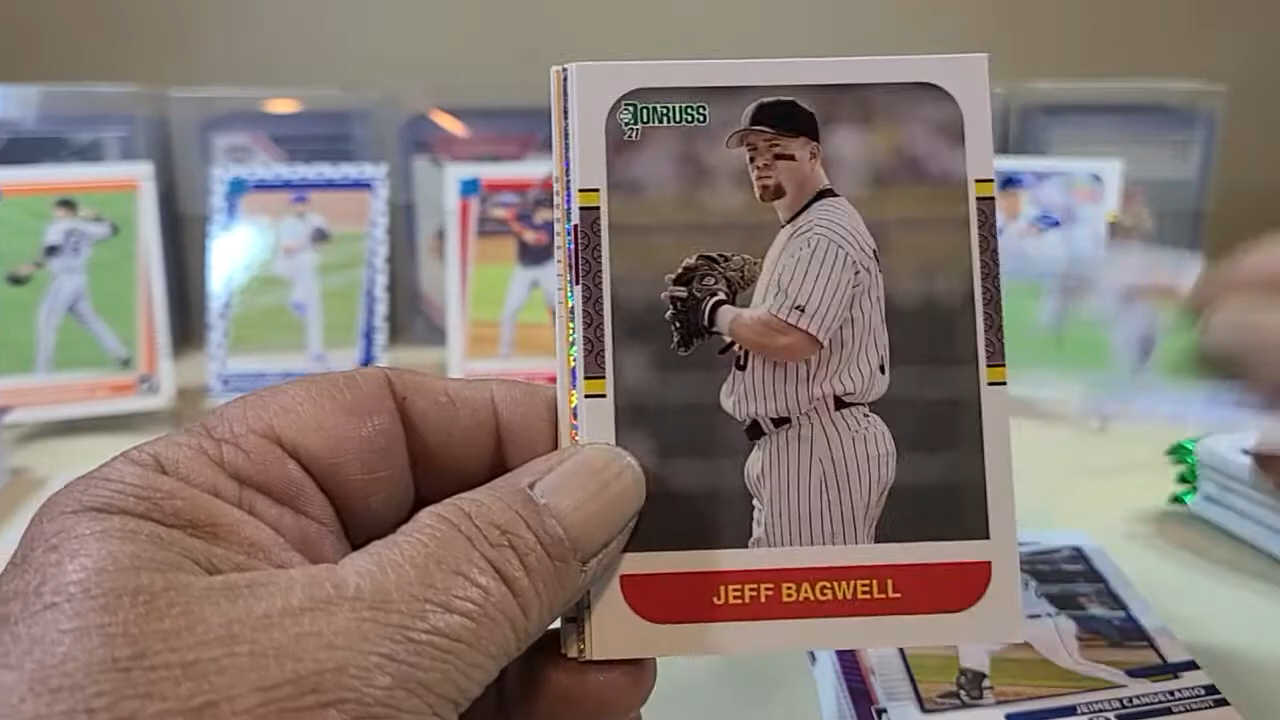 DONRUSS
21
JEFF BAGWELL
JEIMER CANDELARIO
DETROIT